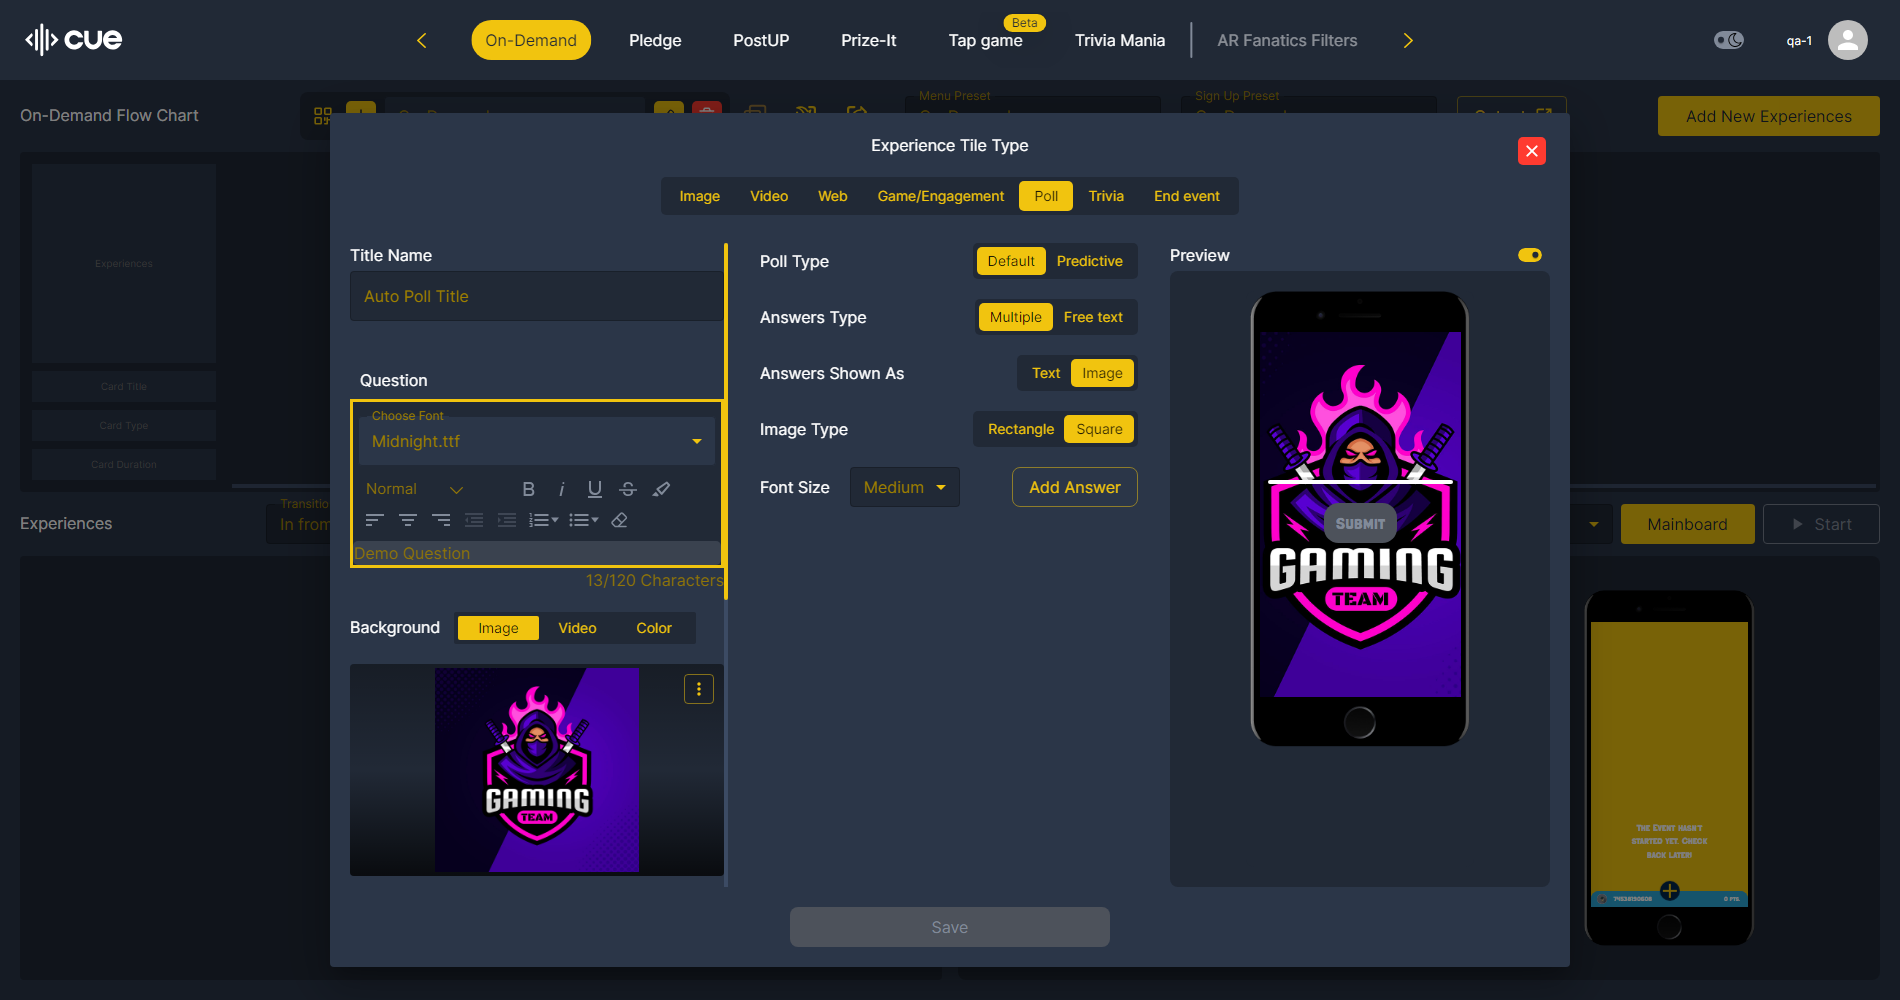 cue
On-Demand
Pledge
PostUP
Prize-It
Beta
Tap game
Trivia Mania
AR Fanatics Filters
qa-1
On-Demand Flow Chart
Menu Preset
Sign Up Preset
Add New Experiences
Experience Tile Type
Image
Video
Web
Game/Engagement
Poll
Trivia
End event
Experiences
Card Title
Card Type
Card Duration
Title Name
Auto Poll Title
Question
Choose Font
Midnight.ttf
Normal
B
i
U
S
Demo Question
13/120 Characters
Background
Image
Video
Color
GAMING
TEAM
Poll Type
Default
Predictive
Answers Type
Multiple
Free text
Answers Shown As
Text
Image
Image Type
Rectangle
Square
Font Size
Medium
Add Answer
Preview
Submit
GAMING
TEAM
Save
Experiences
Transitio
In from
Mainboard
Start
The Event hasn't
started yet. Check
back later!
0 Pts.